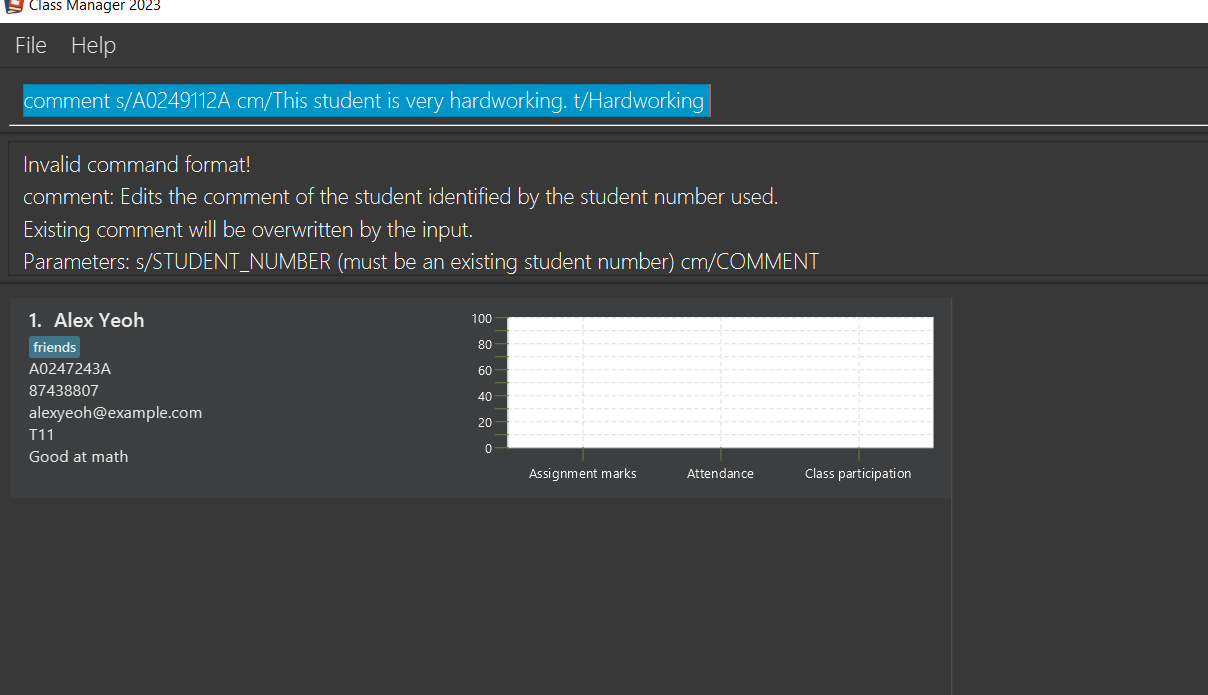 Class Manager 2023
File Help
comment s/A0249112A cm/This student is very hardworking. t/Hardworking
Invalid command format!
comment: Edits the comment of the student identified by the student number used.
Existing comment will be overwritten by the input.
Parameters: s/STUDENT_NUMBER (must be an existing student number) cm/COMMENT
1. Alex Yeoh
friends
A0247243A
87438807
alexyeoh@example.com
T11
Good at math
100
80
60
40
20
0
Assignment marks Attendance Class participation